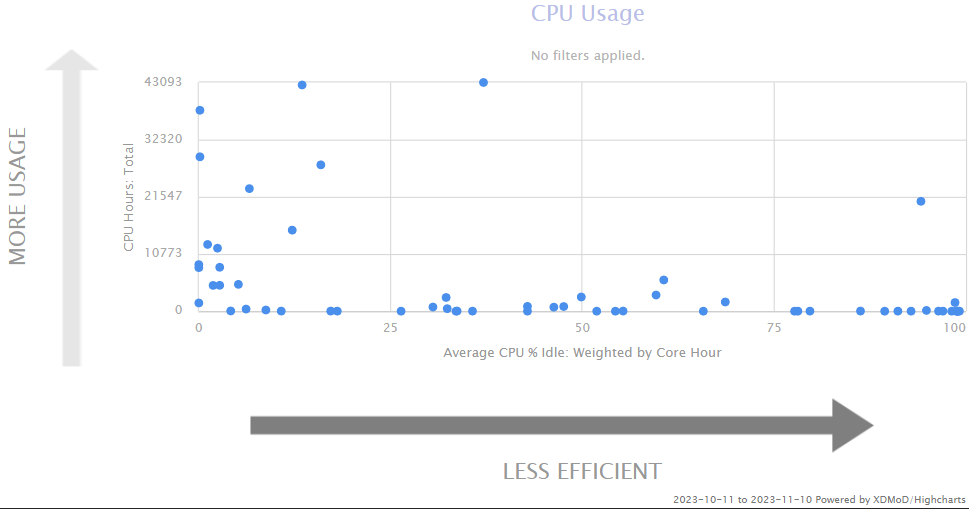 CPU Usage
No filters applied.
MORE USAGE
CPU Hours: Total
43093
32320
21547
10773
0
0 25 50 75 100
Average CPU % Idle: Weighted by Core Hour
LESS EFFICIENT
2023-10-11 to 2023-11-10 Powered by XDMoD/Highcharts